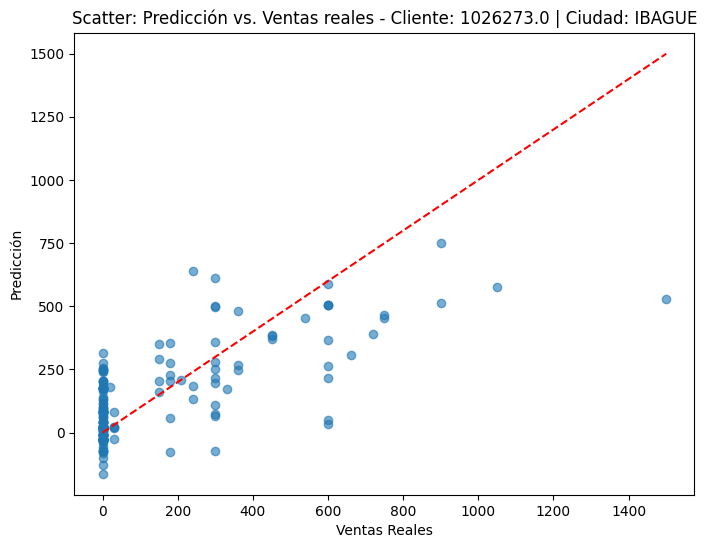 Scatter: Predicción vs. Ventas reales - Cliente: 1026273.0 | Ciudad: IBAGUE
1500
1250
1000
750
500
250
0
Predicción
0 200 400 600 800 1000 1200 1400
Ventas Reales